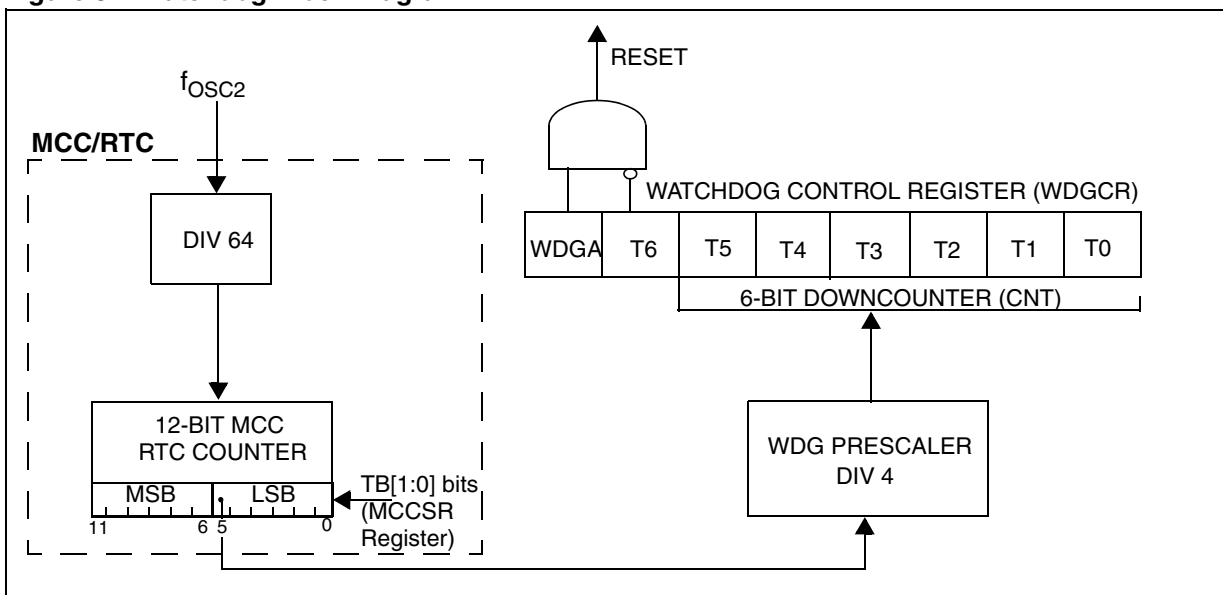 RESET
fOSC2
MCC/RTC
DIV 64
WATCHDOG CONTROL REGISTER (WDGCR)
WDGA T6 T5 T4 T3 T2 T1 T0
6-BIT DOWNCOUNTER (CNT)
12-BIT MCC
RTC COUNTER
MSB LSB
11 6 5 0
TB[1:0] bits
(MCCSR
Register)
WDG PRESCALER
DIV 4